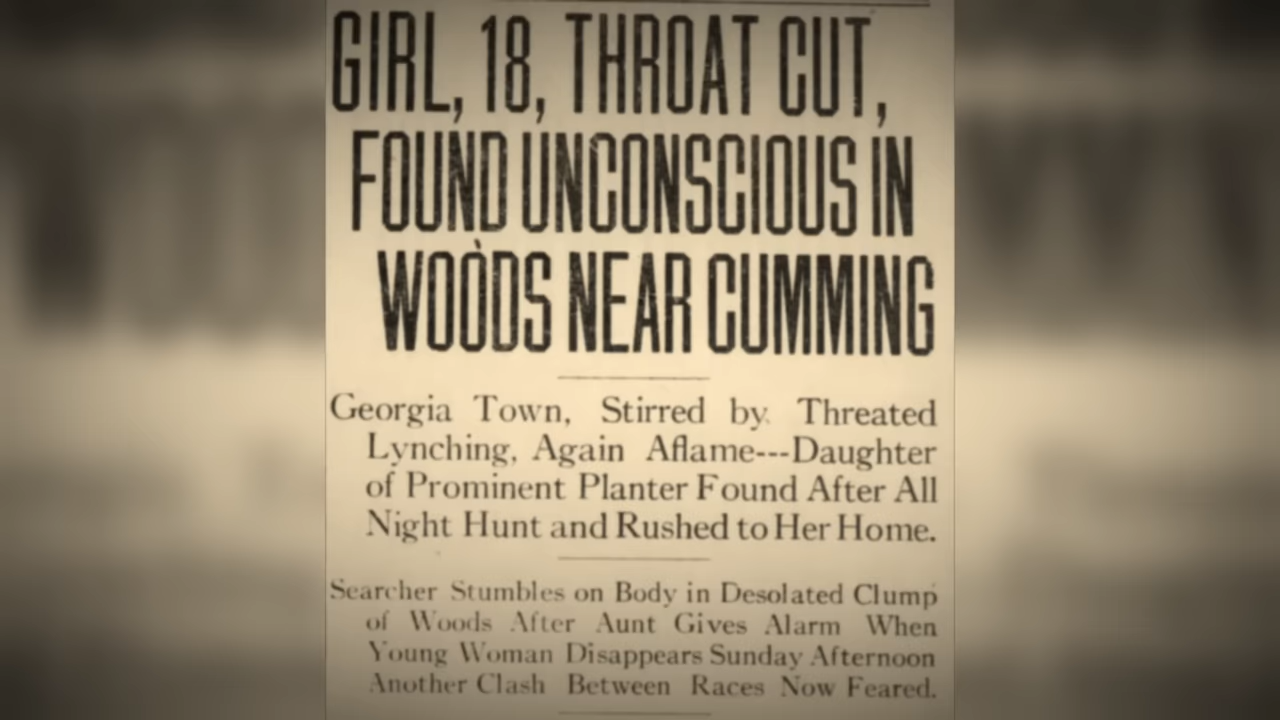 GIRL, 18, THROAT CUT,
FOUND UNCONSCIOUS IN
WOODS NEAR CUMMING
Georgia Town, Stirred by Threated
Lynching, Again Aflame---Daughter
of Prominent Planter Found After All
Night Hunt and Rushed to Her Home.
Searcher Stumbles on Body in Desolated Clump
of Woods After Aunt Gives Alarm When
Young Woman Disappears Sunday Afternoon
Another Clash Between Races Now Feared.